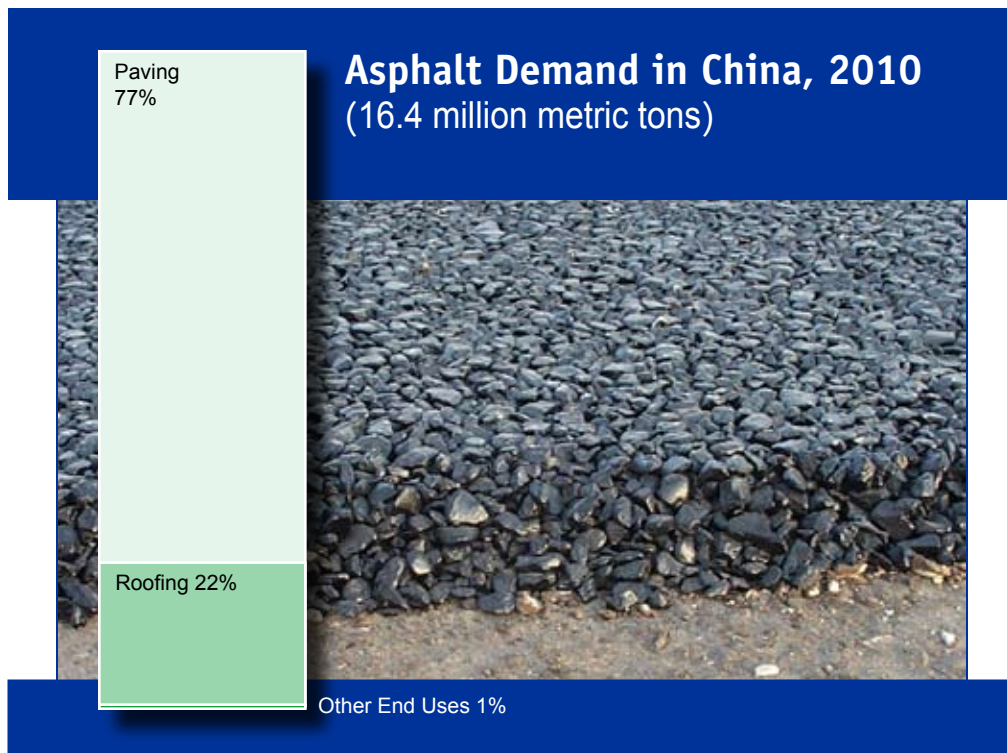 Asphalt Demand in China, 2010
(16.4 million metric tons)
Paving
77%
Roofing 22%
Other End Uses 1%